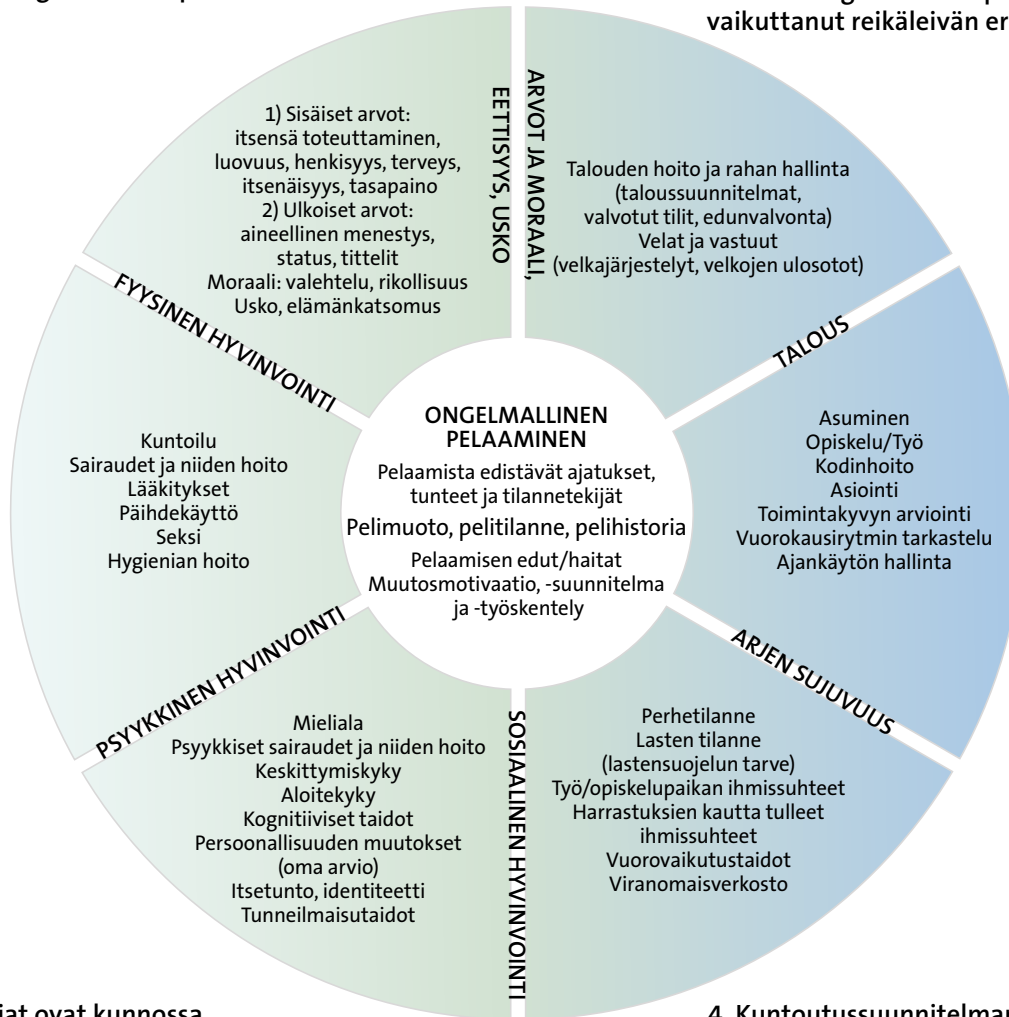 vaikuttanut reikäleivän er
ARVOT JA MORAALI,
EETTISYYS, USKO
1) Sisäiset arvot:
itsensä toteuttaminen,
luovuus, henkisyys, terveys,
itsenäisyys, tasapaino
2) Ulkoiset arvot:
aineellinen menestys,
status, tittelit
Moraali: valehtelu, rikollisuus
Usko, elämänkatsomus
Talouden hoito ja rahan hallinta
(taloussuunnitelmat,
valvotut tilit, edunvalvonta)
Velat ja vastuut
(velkajärjestelyt, velkojen ulosotot)
FYYSINEN HYVINVOINTI
TALOUS
Kuntoilu
Sairaudet ja niiden hoito
Lääkitykset
Päihdekäyttö
Seksi
Hygienian hoito
ONGELMALLINEN
PELAAMINEN
Pelaamista edistävät ajatukset,
tunteet ja tilannetekijät
Pelimuoto, pelitilanne, pelihistoria
Pelaamisen edut/haitat
Muutosmotivaatio, -suunnitelma
ja -työskentely
Asuminen
Opiskelu/Työ
Kodinhoito
Asiointi
Toimintakyvyn arviointi
Vuorokausirytmin tarkastelu
Ajankäytön hallinta
PSYYKKINEN HYVINVOINTI
ARJEN SUJUVUUS
Mieliala
Psyykkiset sairaudet ja niiden hoito
Keskittymiskyky
Aloitekyky
Kognitiiviset taidot
Persoonallisuuden muutokset
(oma arvio)
Itsetunto, identiteetti
Tunneilmaisutaidot
SOSIAALINEN HYVINVOINTI
Perhetilanne
Lasten tilanne
(lastensuojelun tarve)
Työ/opiskelupaikan ihmissuhteet
Harrastuksien kautta tulleet
ihmissuhteet
Vuorovaikutustaidot
Viranomaisverkosto
iat ovat kunnossa
4. Kuntoutussuunnitelman